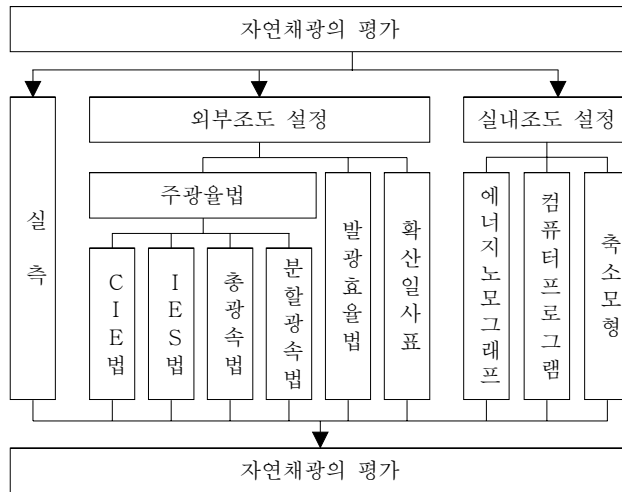 자연채광의 평가
외부조도 설정
실내조도 설정
실측
주광율법
CIE법
IES법
총광속법
분할광속법
발광효율법
확산일사표
에너지노모그래프
컴퓨터프로그램
축소모형
자연채광의 평가